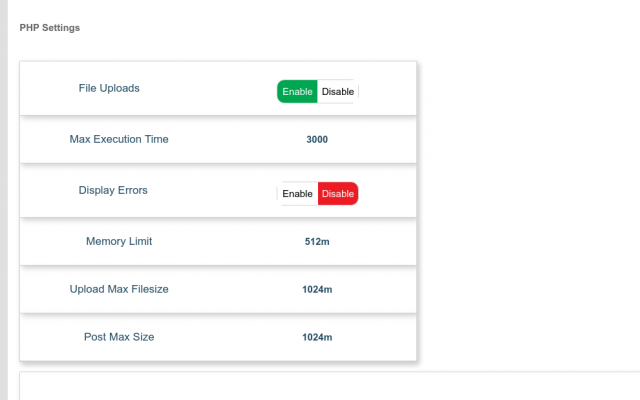 PHP Settings
File Uploads Enable Disable
Max Execution Time 3000
Display Errors Enable Disable
Memory Limit 512m
Upload Max Filesize 1024m
Post Max Size 1024m